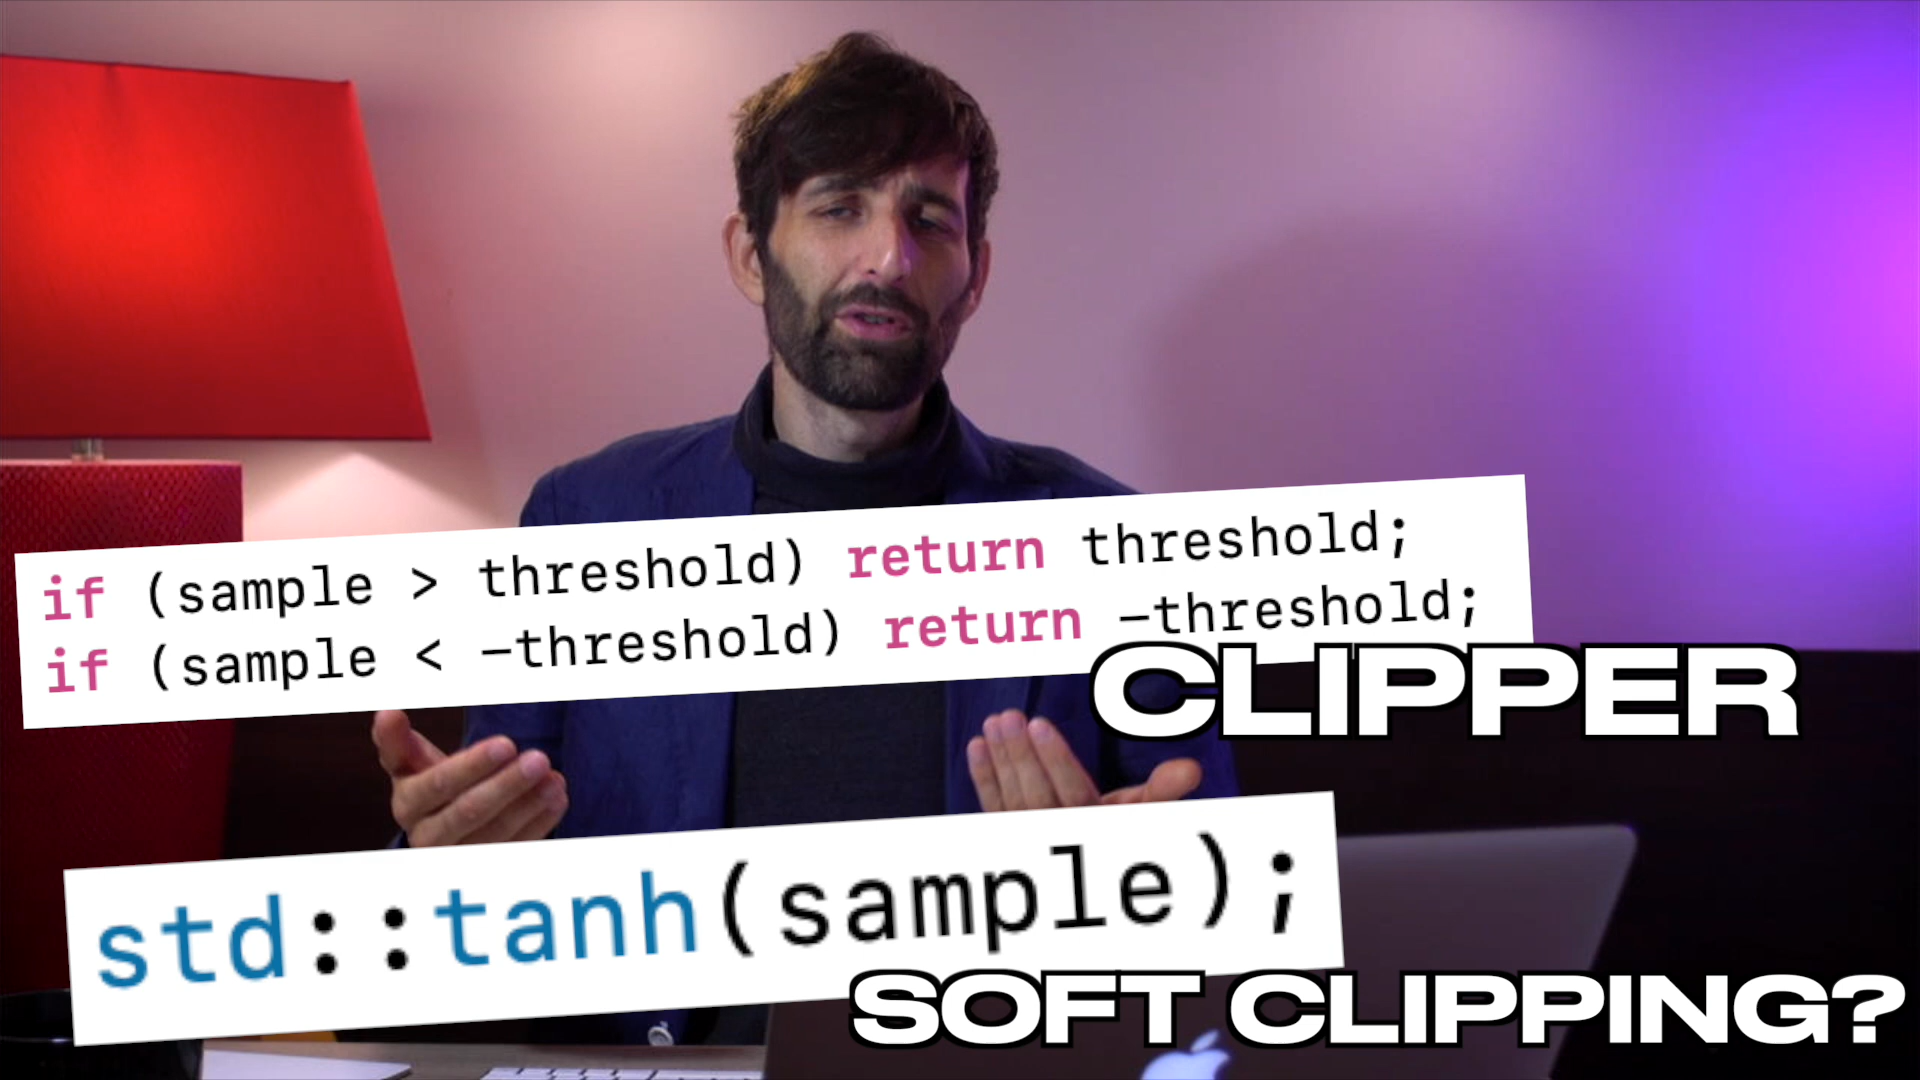 if (sample > threshold) return threshold;
if (sample < –threshold) return –threshold;
CLIPPER
std::tanh(sample);
SOFT CLIPPING?